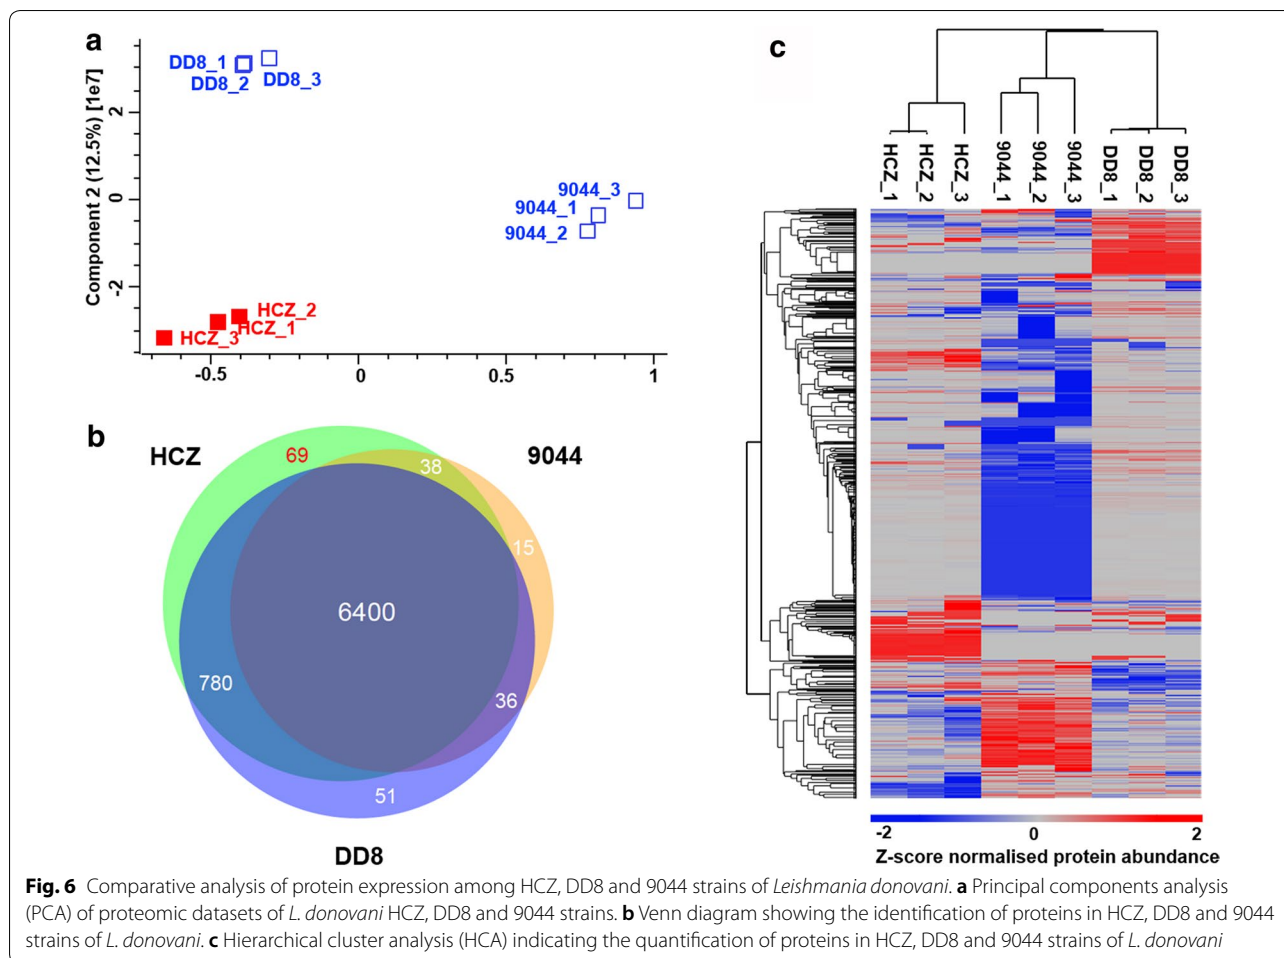 a
DD8_1
DD8_2
DD8_3
9044_3
9044_1
9044_2
HCZ_2
HCZ_1
HCZ_3
Component 2 (12.5%) [1e7]
2
0
-2
-0.5
0
0.5
1
b
HCZ
69
38
9044
15
6400
780
36
51
DD8
c
HCZ_1
HCZ_2
HCZ_3
9044_1
9044_2
9044_3
DD8_1
DD8_2
DD8_3
-2
0
2
Z-score normalised protein abundance
Fig. 6 Comparative analysis of protein expression among HCZ, DD8 and 9044 strains of Leishmania donovani. a Principal components analysis
(PCA) of proteomic datasets of L. donovani HCZ, DD8 and 9044 strains. b Venn diagram showing the identification of proteins in HCZ, DD8 and 9044
strains of L. donovani. c Hierarchical cluster analysis (HCA) indicating the quantification of proteins in HCZ, DD8 and 9044 strains of L. donovani